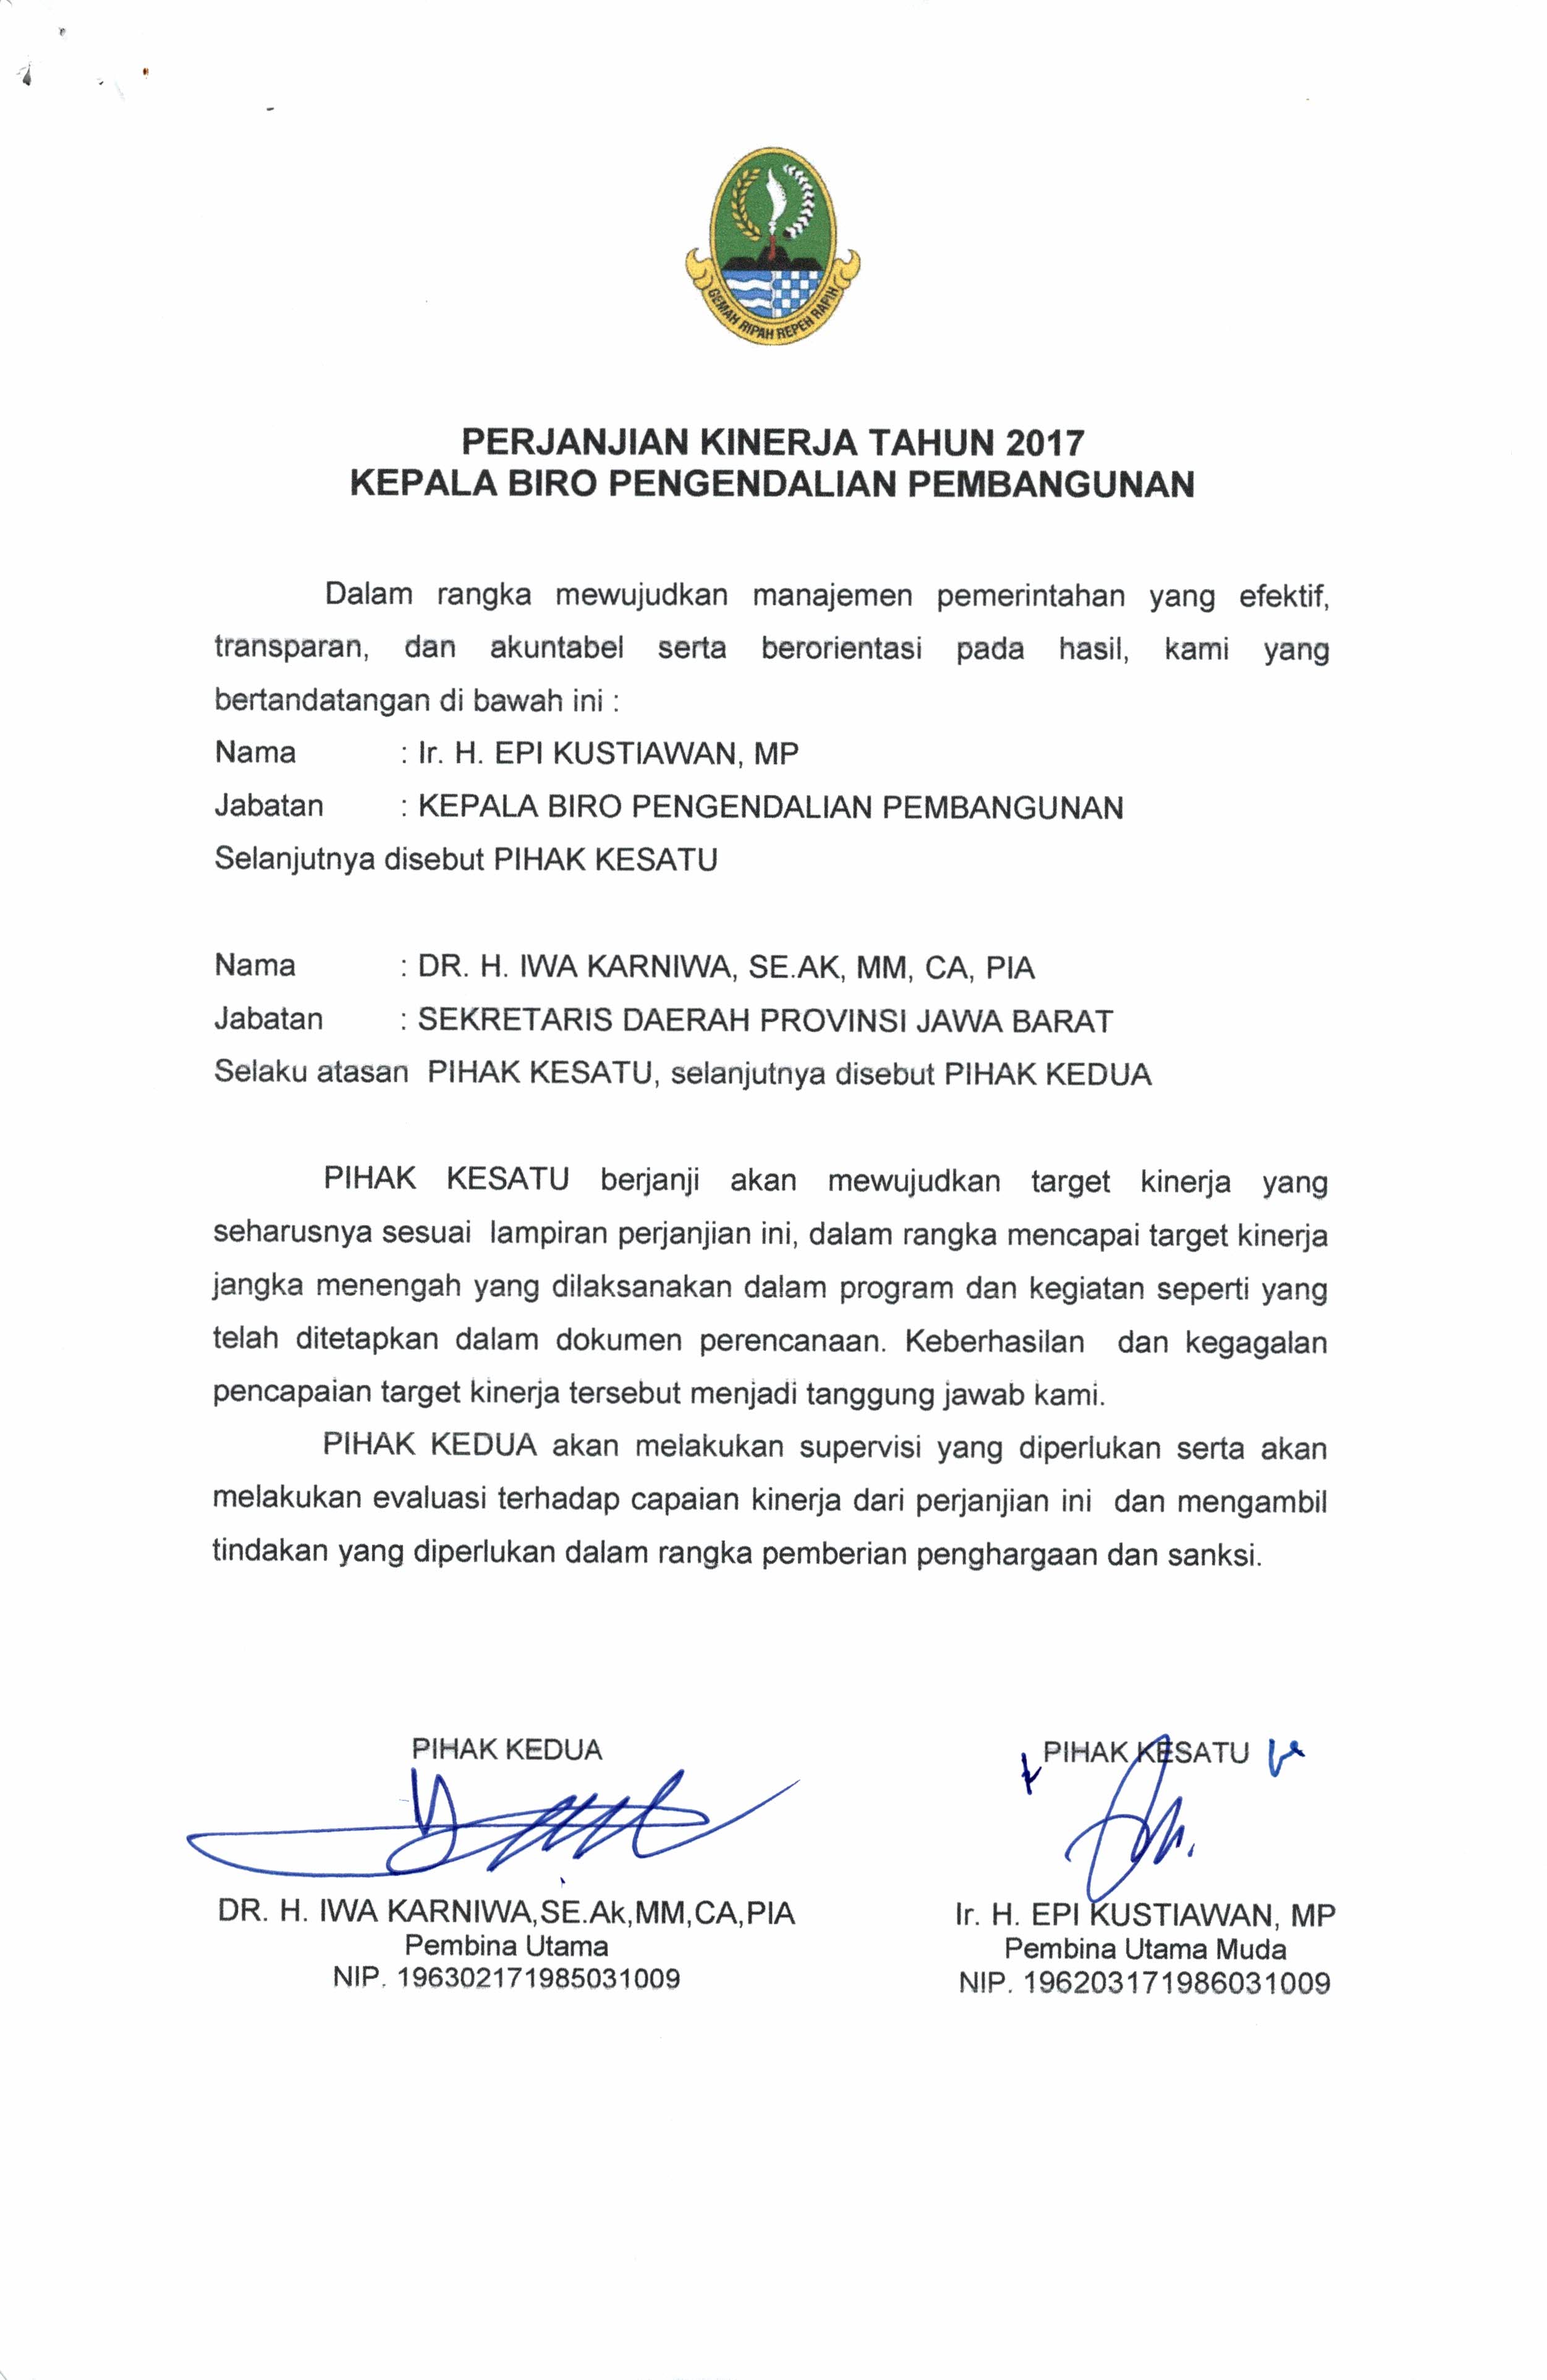 GEMAH RIPAH REPEH RAPIH
PERJANJIAN KINERJA TAHUN 2017
KEPALA BIRO PENGENDALIAN PEMBANGUNAN
Dalam rangka mewujudkan manajemen pemerintahan yang efektif,
transparan, dan akuntabel serta berorientasi pada hasil, kami yang
bertandatangan di bawah ini :
Nama : Ir. H. EPI KUSTIAWAN, MP
Jabatan : KEPALA BIRO PENGENDALIAN PEMBANGUNAN
Selanjutnya disebut PIHAK KESATU
Nama : DR. H. IWA KARNIWA, SE.AK, MM, CA, PIA
Jabatan : SEKRETARIS DAERAH PROVINSI JAWA BARAT
Selaku atasan PIHAK KESATU, selanjutnya disebut PIHAK KEDUA
PIHAK KESATU berjanji akan mewujudkan target kinerja yang
seharusnya sesuai lampiran perjanjian ini, dalam rangka mencapai target kinerja
jangka menengah yang dilaksanakan dalam program dan kegiatan seperti yang
telah ditetapkan dalam dokumen perencanaan. Keberhasilan dan kegagalan
pencapaian target kinerja tersebut menjadi tanggung jawab kami.
PIHAK KEDUA akan melakukan supervisi yang diperlukan serta akan
melakukan evaluasi terhadap capaian kinerja dari perjanjian ini dan mengambil
tindakan yang diperlukan dalam rangka pemberian penghargaan dan sanksi.
PIHAK KEDUA
DR. H. IWA KARNIWA,SE.Ak,MM,CA,PIA
Pembina Utama
NIP. 196302171985031009
PIHAK KESATU
Ir. H. EPI KUSTIAWAN, MP
Pembina Utama Muda
NIP. 196203171986031009